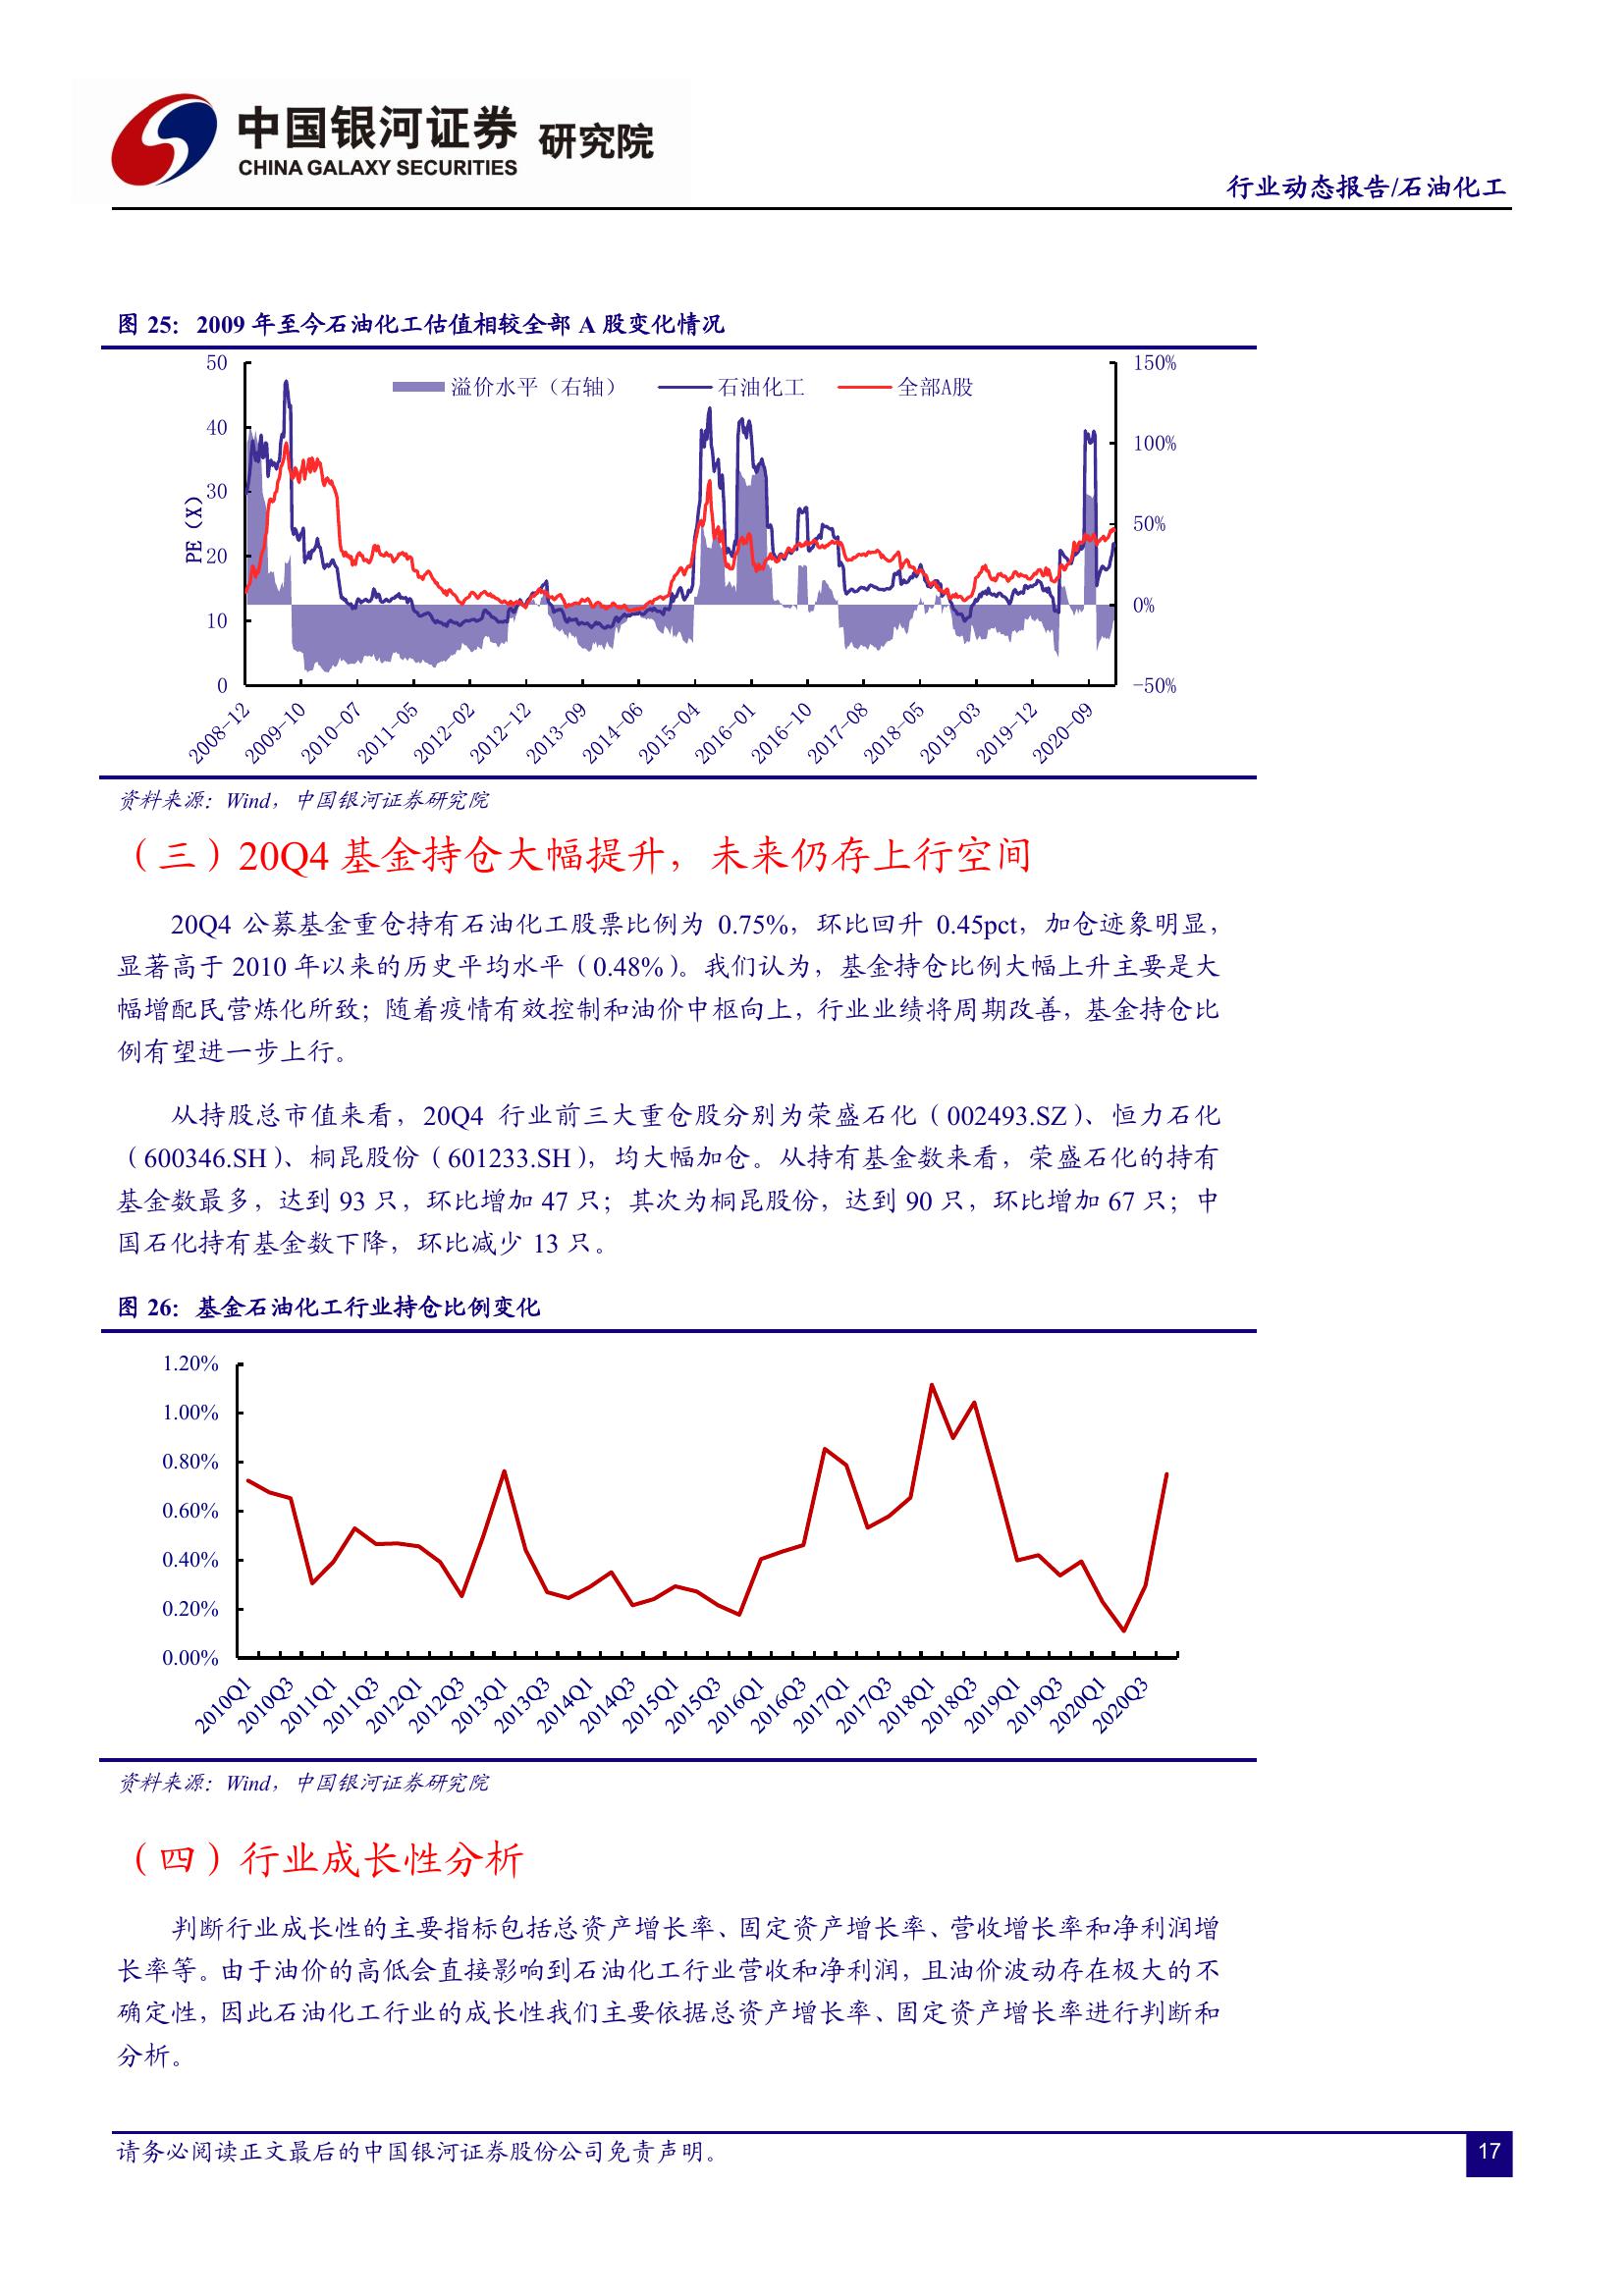 中国银河证券 研究院
CHINA GALAXY SECURITIES
行业动态报告/石油化工
图 25：2009 年至今石油化工估值相较全部 A 股变化情况
溢价水平（右轴） 石油化工 全部A股
PE（X）
50
40
30
20
10
0
150%
100%
50%
0%
-50%
2008-12 2009-10 2010-07 2011-05 2012-02 2012-12 2013-09 2014-06 2015-04 2016-01 2016-10 2017-08 2018-05 2019-03 2019-12 2020-09
资料来源：Wind，中国银河证券研究院
（三）20Q4 基金持仓大幅提升，未来仍存上行空间
20Q4 公募基金重仓持有石油化工股票比例为 0.75%，环比回升 0.45pct，加仓迹象明显，
显著高于 2010 年以来的历史平均水平（0.48%）。我们认为，基金持仓比例大幅上升主要是大
幅增配民营炼化所致；随着疫情有效控制和油价中枢向上，行业业绩将周期改善，基金持仓比
例有望进一步上行。
从持股总市值来看，20Q4 行业前三大重仓股分别为荣盛石化（002493.SZ）、恒力石化
（600346.SH）、桐昆股份（601233.SH），均大幅加仓。从持有基金数来看，荣盛石化的持有
基金数最多，达到 93 只，环比增加 47 只；其次为桐昆股份，达到 90 只，环比增加 67 只；中
国石化持有基金数下降，环比减少 13 只。
图 26：基金石油化工行业持仓比例变化
1.20%
1.00%
0.80%
0.60%
0.40%
0.20%
0.00%
2010Q1 2010Q3 2011Q1 2011Q3 2012Q1 2012Q3 2013Q1 2013Q3 2014Q1 2014Q3 2015Q1 2015Q3 2016Q1 2016Q3 2017Q1 2017Q3 2018Q1 2018Q3 2019Q1 2019Q3 2020Q1 2020Q3
资料来源：Wind，中国银河证券研究院
（四）行业成长性分析
判断行业成长性的主要指标包括总资产增长率、固定资产增长率、营收增长率和净利润增
长率等。由于油价的高低会直接影响到石油化工行业营收和净利润，且油价波动存在极大的不
确定性，因此石油化工行业的成长性我们主要依据总资产增长率、固定资产增长率进行判断和
分析。
请务必阅读正文最后的中国银河证券股份公司免责声明。
17